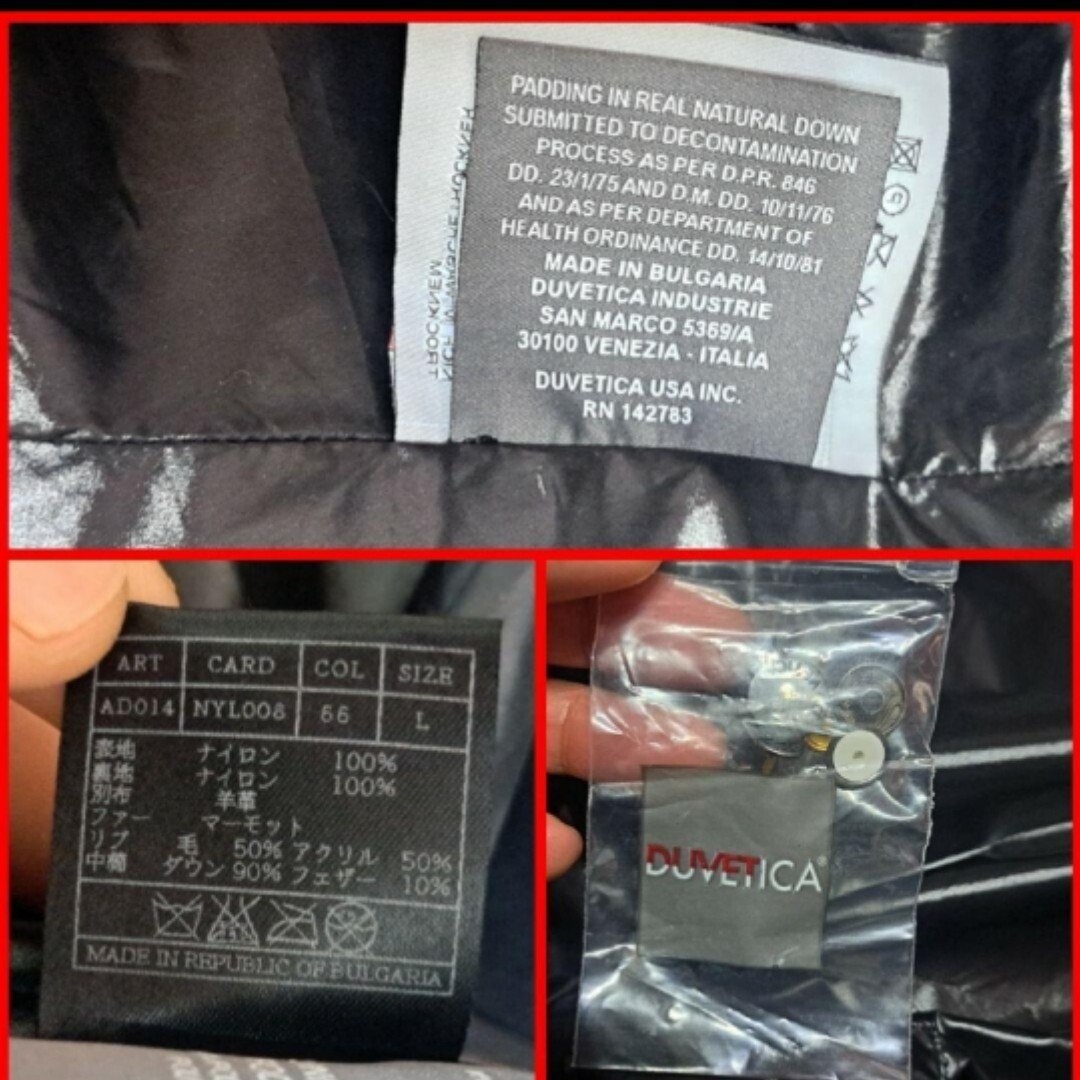 PADDING IN REAL NATURAL DOWN
SUBMITTED TO DECONTAMINATION
PROCESS AS PER D.P.R. 846
DD. 23/1/75 AND D.M. DD. 10/11/76
AND AS PER DEPARTMENT OF
HEALTH ORDINANCE DD. 14/10/81
MADE IN BULGARIA
DUVETICA INDUSTRIE
SAN MARCO 5369/A
30100 VENEZIA - ITALIA
DUVETICA USA INC.
RN 142783
ART CARD COL SIZE
AD014 NYL008 66 L
表地 ナイロン 100%
裏地 ナイロン 100%
別布 羊革
ファー マーモット
リブ 毛 50% アクリル 50%
中綿 ダウン 90% フェザー 10%
MADE IN REPUBLIC OF BULGARIA
DUVETICA